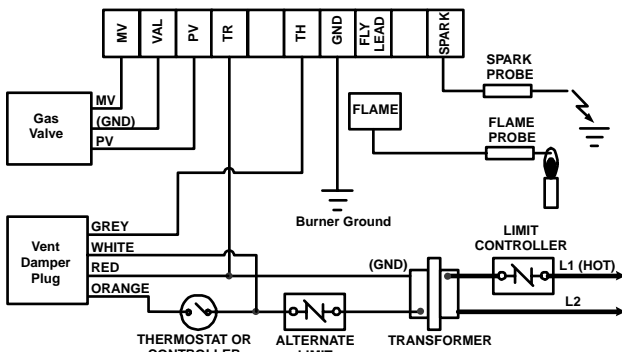 MV
VAL
PV
TR
TH
GND
FLY
LEAD
SPARK
SPARK
PROBE
Gas
Valve
MV
(GND)
PV
FLAME
FLAME
PROBE
Burner Ground
Vent
Damper
Plug
GREY
WHITE
RED
ORANGE
(GND)
LIMIT
CONTROLLER
L1 (HOT)
L2
THERMOSTAT OR
CONTROLLER
ALTERNATE
LIMIT
TRANSFORMER